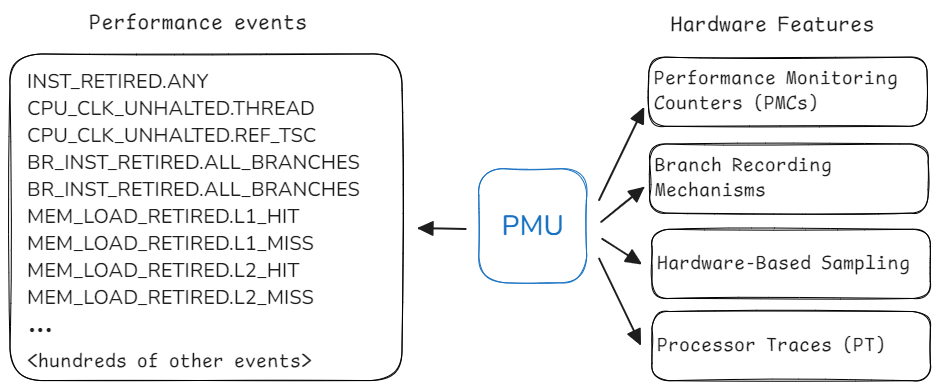 Performance events
INST_RETIRED.ANY
CPU_CLK_UNHALTED.THREAD
CPU_CLK_UNHALTED.REF_TSC
BR_INST_RETIRED.ALL_BRANCHES
BR_INST_RETIRED.ALL_BRANCHES
MEM_LOAD_RETIRED.L1_HIT
MEM_LOAD_RETIRED.L1_MISS
MEM_LOAD_RETIRED.L2_HIT
MEM_LOAD_RETIRED.L2_MISS
...
<hundreds of other events>
PMU
Hardware Features
Performance Monitoring
Counters (PMCs)
Branch Recording
Mechanisms
Hardware-Based Sampling
Processor Traces (PT)